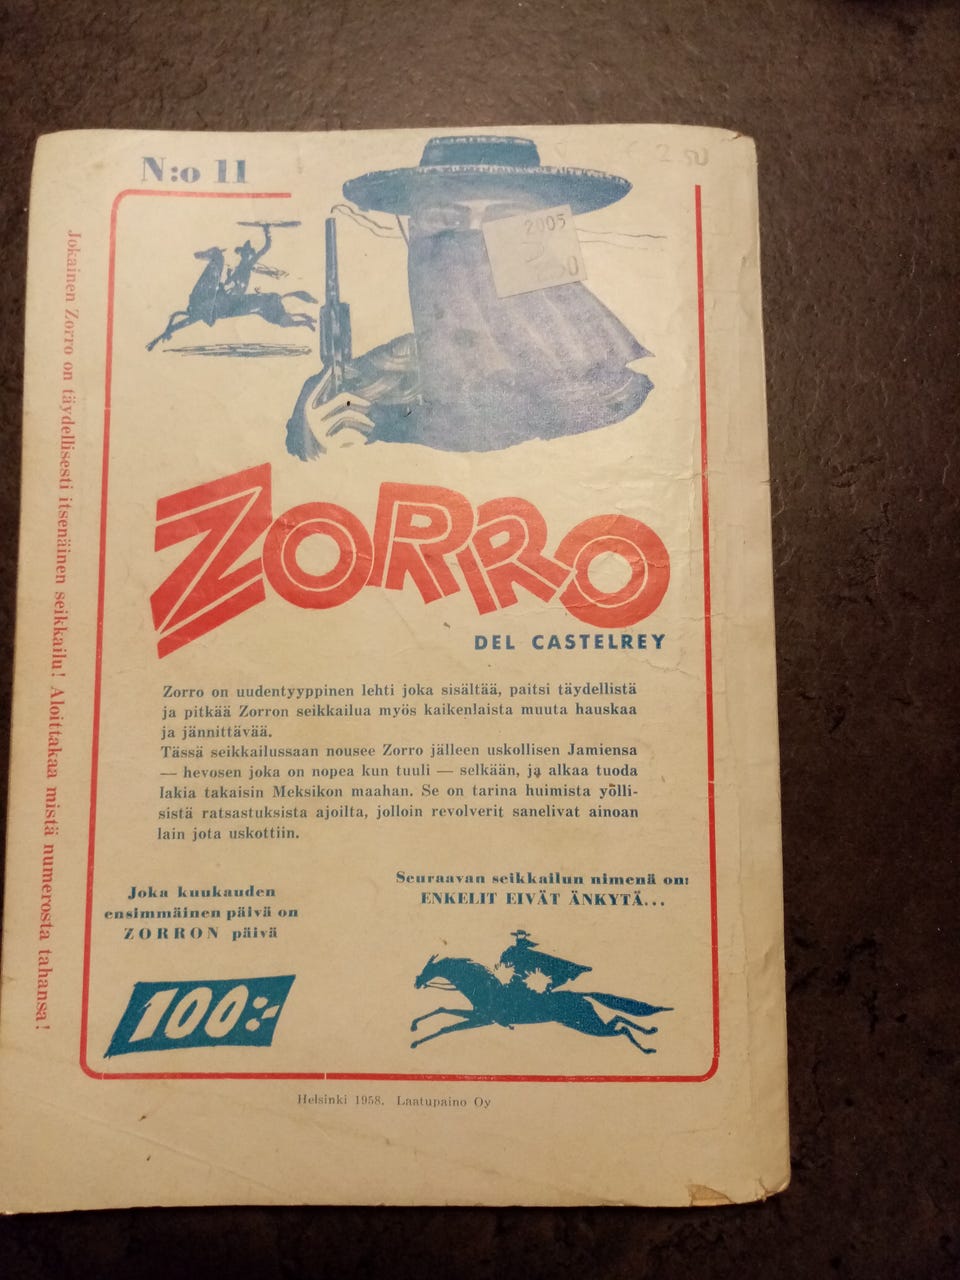 N:o 11
2 50
2005
Jokainen Zorro on täydellisesti itsenäinen seikkailu! Aloittakaa mistä numerosta tahansa!
ZORRO
DEL CASTELREY
Zorro on uudentyyppinen lehti joka sisältää, paitsi täydellistä
ja pitkää Zorron seikkailua myös kaikenlaista muuta hauskaa
ja jännittävää.
Tässä seikkailussaan nousee Zorro jälleen uskollisen Jamiensa
— hevosen joka on nopea kun tuuli — selkään, ja alkaa tuoda
lakia takaisin Meksikon maahan. Se on tarina huimista yölli-
sistä ratsastuksista ajoilta, jolloin revolverit sanelivat ainoan
lain jota uskottiin.
Joka kuukauden
ensimmäinen päivä on
ZORRON päivä
100:-
Seuraavan seikkailun nimenä on:
ENKELIT EIVÄT ÄNKYTÄ...
Helsinki 1958. Laatupaino Oy